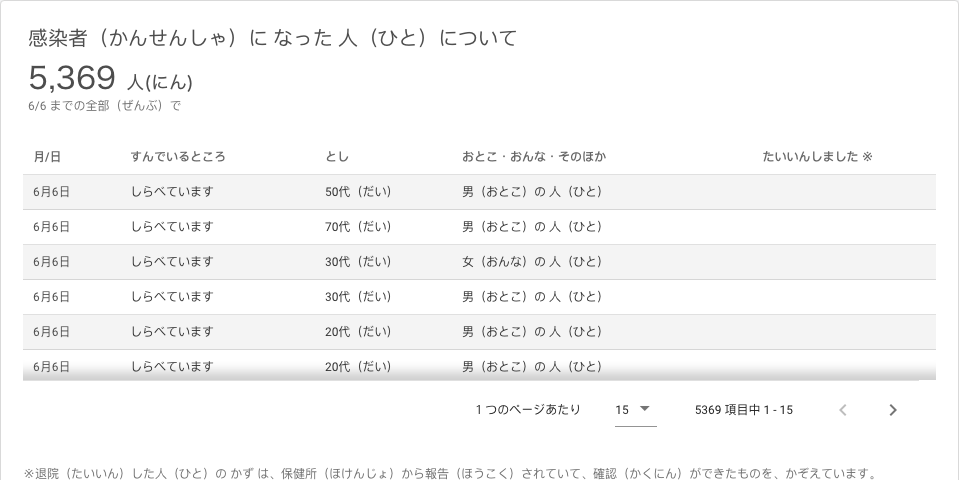 感染者（かんせんしゃ）に なった 人（ひと）について
5,369 人(にん)
6/6 までの全部（ぜんぶ）で
月/日 すんでいるところ とし おとこ・おんな・そのほか たいいんしました ※
6月6日 しらべています 50代（だい） 男（おとこ）の 人（ひと）
6月6日 しらべています 70代（だい） 男（おとこ）の 人（ひと）
6月6日 しらべています 30代（だい） 女（おんな）の 人（ひと）
6月6日 しらべています 30代（だい） 男（おとこ）の 人（ひと）
6月6日 しらべています 20代（だい） 男（おとこ）の 人（ひと）
6月6日 しらべています 20代（だい） 男（おとこ）の 人（ひと）
1 つのページあたり 15 5369 項目中 1 - 15
※退院（たいいん）した人（ひと）の かず は、保健所（ほけんじょ）から報告（ほうこく）されていて、確認（かくにん）ができたものを、かぞえています。